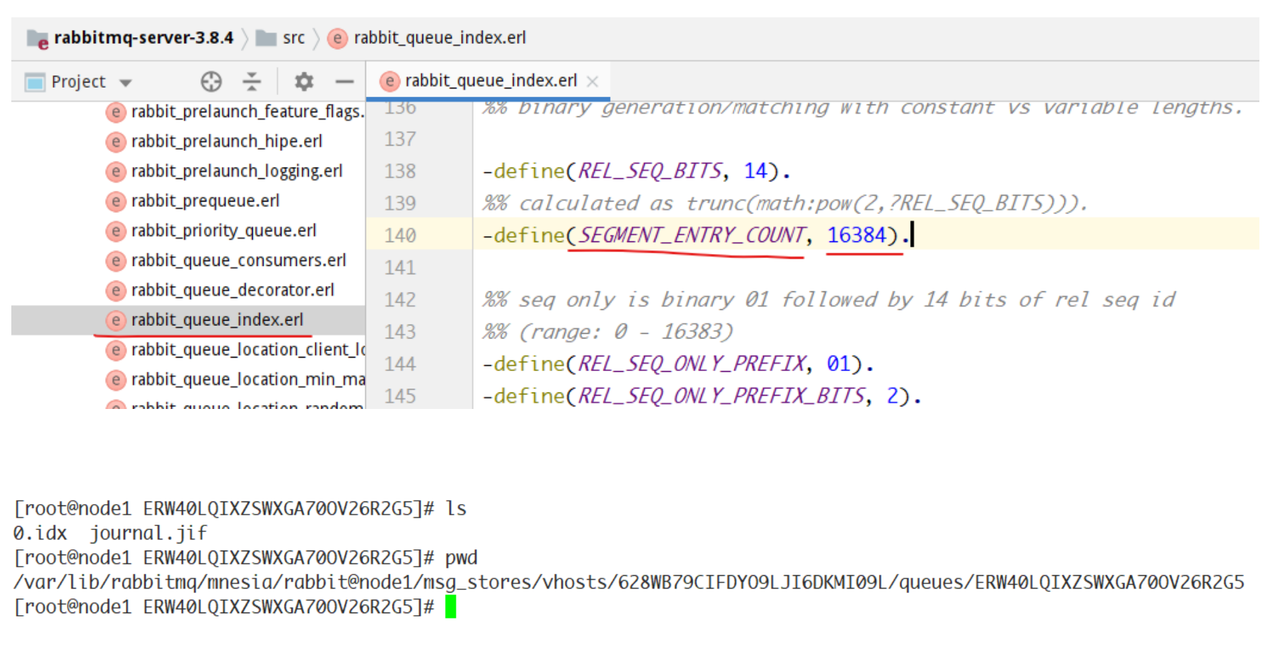 rabbitmq-server-3.8.4 〉 src 〉 rabbit_queue_index.erl
Project
rabbit_queue_index.erl ×
rabbit_prelaunch_feature_flags.
rabbit_prelaunch_hipe.erl
rabbit_prelaunch_logging.erl
rabbit_prequeue.erl
rabbit_priority_queue.erl
rabbit_queue_consumers.erl
rabbit_queue_decorator.erl
rabbit_queue_index.erl
rabbit_queue_location_client_lo
rabbit_queue_location_min_ma
rabbit_queue_location_random
136 %% binary generation/matching with constant vs variable lengths.
137
138 -define(REL_SEQ_BITS, 14).
139 %% calculated as trunc(math:pow(2,?REL_SEQ_BITS))).
140 -define(SEGMENT_ENTRY_COUNT, 16384).
141
142 %% seq only is binary 01 followed by 14 bits of rel seq id
143 %% (range: 0 - 16383)
144 -define(REL_SEQ_ONLY_PREFIX, 01).
145 -define(REL_SEQ_ONLY_PREFIX_BITS, 2).
[root@node1 ERW40LQIXZSWXGA70OV26R2G5]# ls
0.idx journal.jif
[root@node1 ERW40LQIXZSWXGA70OV26R2G5]# pwd
/var/lib/rabbitmq/mnesia/rabbit@node1/msg_stores/vhosts/628WB79CIFDYO9LJI6DKMI09L/queues/ERW40LQIXZSWXGA70OV26R2G5
[root@node1 ERW40LQIXZSWXGA70OV26R2G5]#